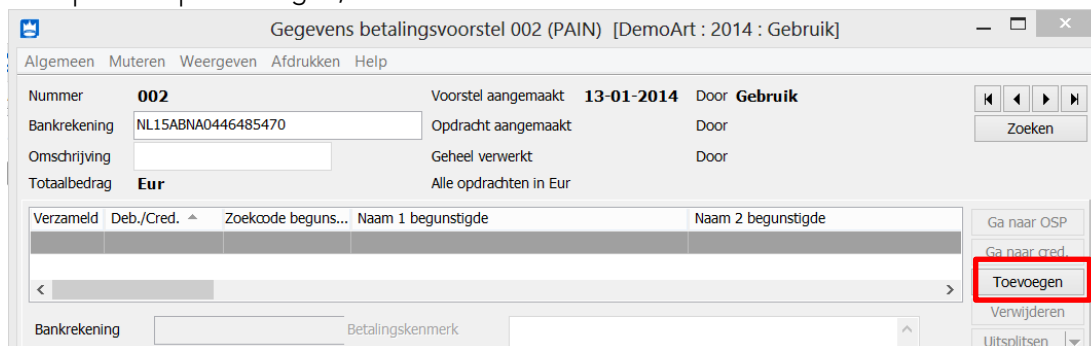 Gegevens betalingsvoorstel 002 (PAIN) [DemoArt : 2014 : Gebruik]
Algemeen Muteren Weergeven Afdrukken Help
Nummer 002 Voorstel aangemaakt 13-01-2014 Door Gebruik
Bankrekening NL15ABNA0446485470 Opdracht aangemaakt Door Zoeken
Omschrijving Geheel verwerkt Door
Totaalbedrag Eur Alle opdrachten in Eur
Verzameld Deb./Cred. Zoekcode beguns... Naam 1 begunstigde Naam 2 begunstigde Ga naar OSP
Ga naar cred.
Toevoegen
Verwijderen
Bankrekening Betalingskenmerk
Uitsplitsen